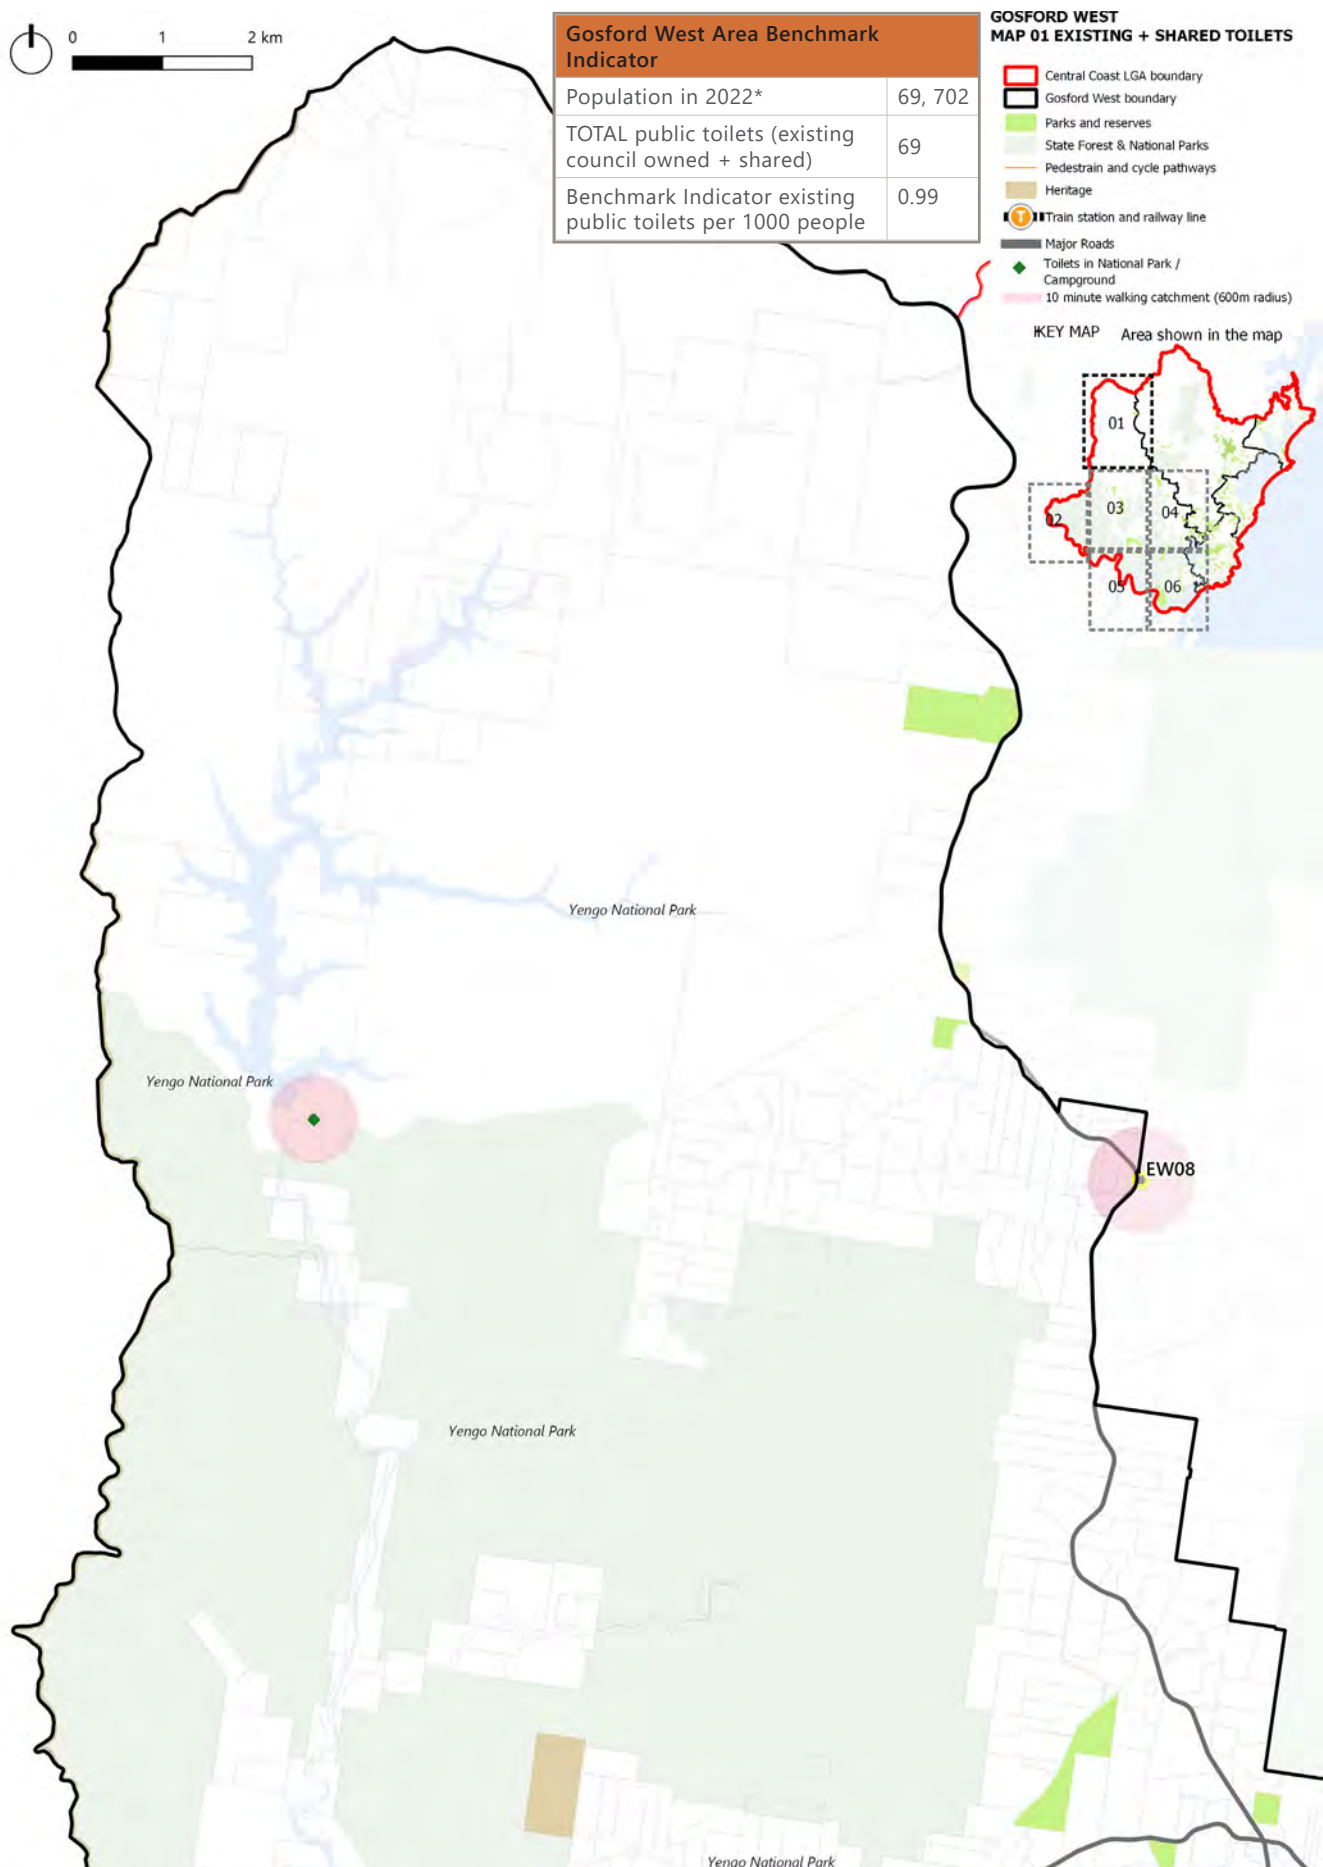 0 1 2 km
Gosford West Area Benchmark
Indicator
Population in 2022* 69, 702
TOTAL public toilets (existing
council owned + shared) 69
Benchmark Indicator existing
public toilets per 1000 people 0.99
GOSFORD WEST
MAP 01 EXISTING + SHARED TOILETS
Central Coast LGA boundary
Gosford West boundary
Parks and reserves
State Forest & National Parks
Pedestrain and cycle pathways
Heritage
T Train station and railway line
Major Roads
Toilets in National Park /
Campground
10 minute walking catchment (600m radius)
KEY MAP Area shown in the map
01
02
03
04
05
06
Yengo National Park
Yengo National Park
EW08
Yengo National Park
Yengo National Park